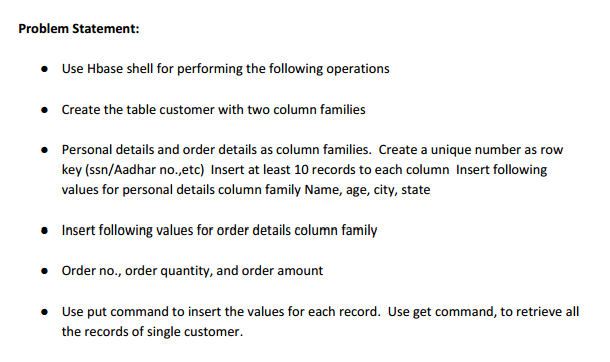 Problem Statement:
• Use Hbase shell for performing the following operations
• Create the table customer with two column families
• Personal details and order details as column families.  Create a unique number as row
key (ssn/Aadhar no.,etc)  Insert at least 10 records to each column  Insert following
values for personal details column family Name, age, city, state
• Insert following values for order details column family
• Order no., order quantity, and order amount
• Use put command to insert the values for each record.  Use get command, to retrieve all
the records of single customer.